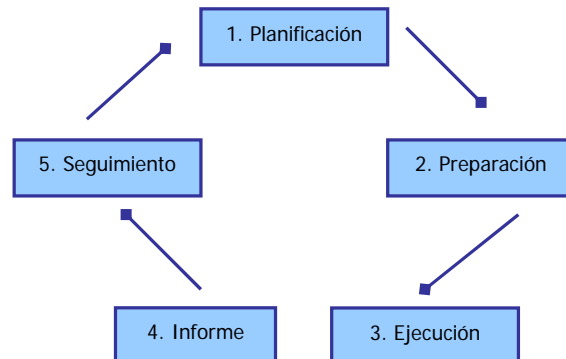 1. Planificación
2. Preparación
3. Ejecución
4. Informe
5. Seguimiento